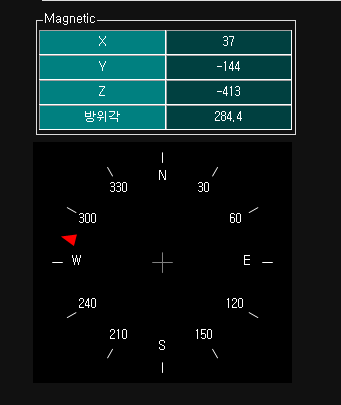 Magnetic
X 37
Y -144
Z -413
방위각 284.4
N
330 30
300 60
W E
240 120
210 150
S